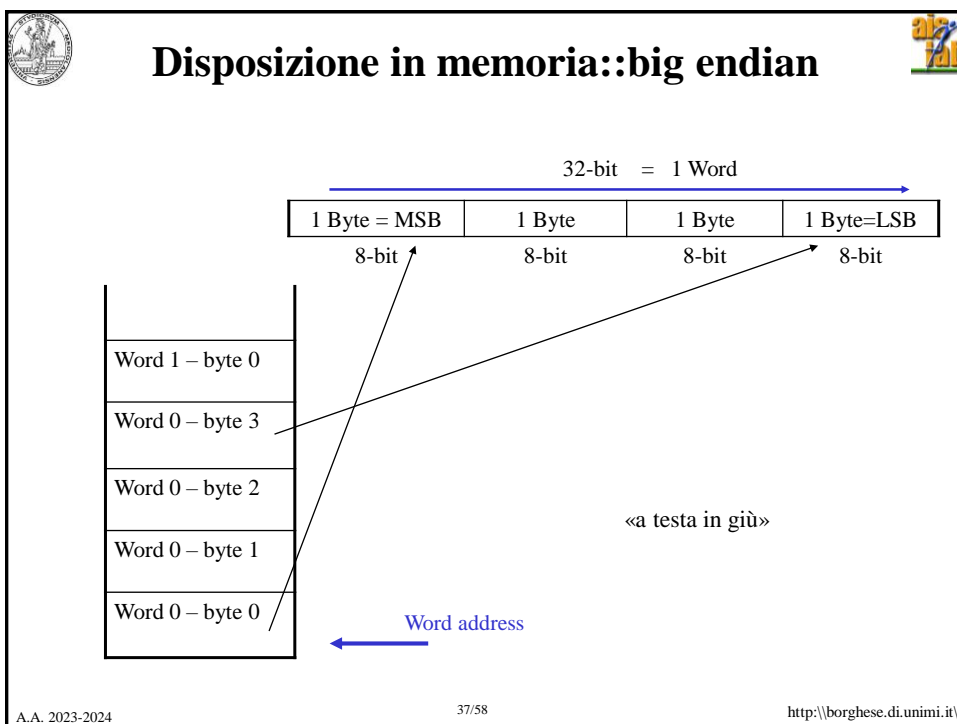 Disposizione in memoria::big endian
32-bit = 1 Word
1 Byte = MSB 1 Byte 1 Byte 1 Byte=LSB
8-bit 8-bit 8-bit 8-bit
Word 1 – byte 0
Word 0 – byte 3
Word 0 – byte 2
«a testa in giù»
Word 0 – byte 1
Word 0 – byte 0
Word address
A.A. 2023-2024 37/58 http:\\borghese.di.unimi.it\